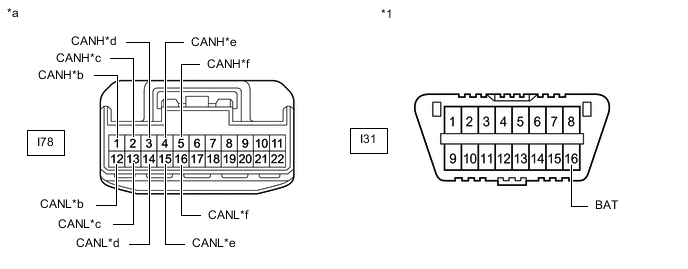 *a
*1
CANH*d
CANH*e
CANH*c
CANH*f
CANH*b
I78
1 2 3 4 5 6 7 8 9 10 11
12 13 14 15 16 17 18 19 20 21 22
I31
1 2 3 4 5 6 7 8
9 10 11 12 13 14 15 16
CANL*b
CANL*f
BAT
CANL*c
CANL*d
CANL*e